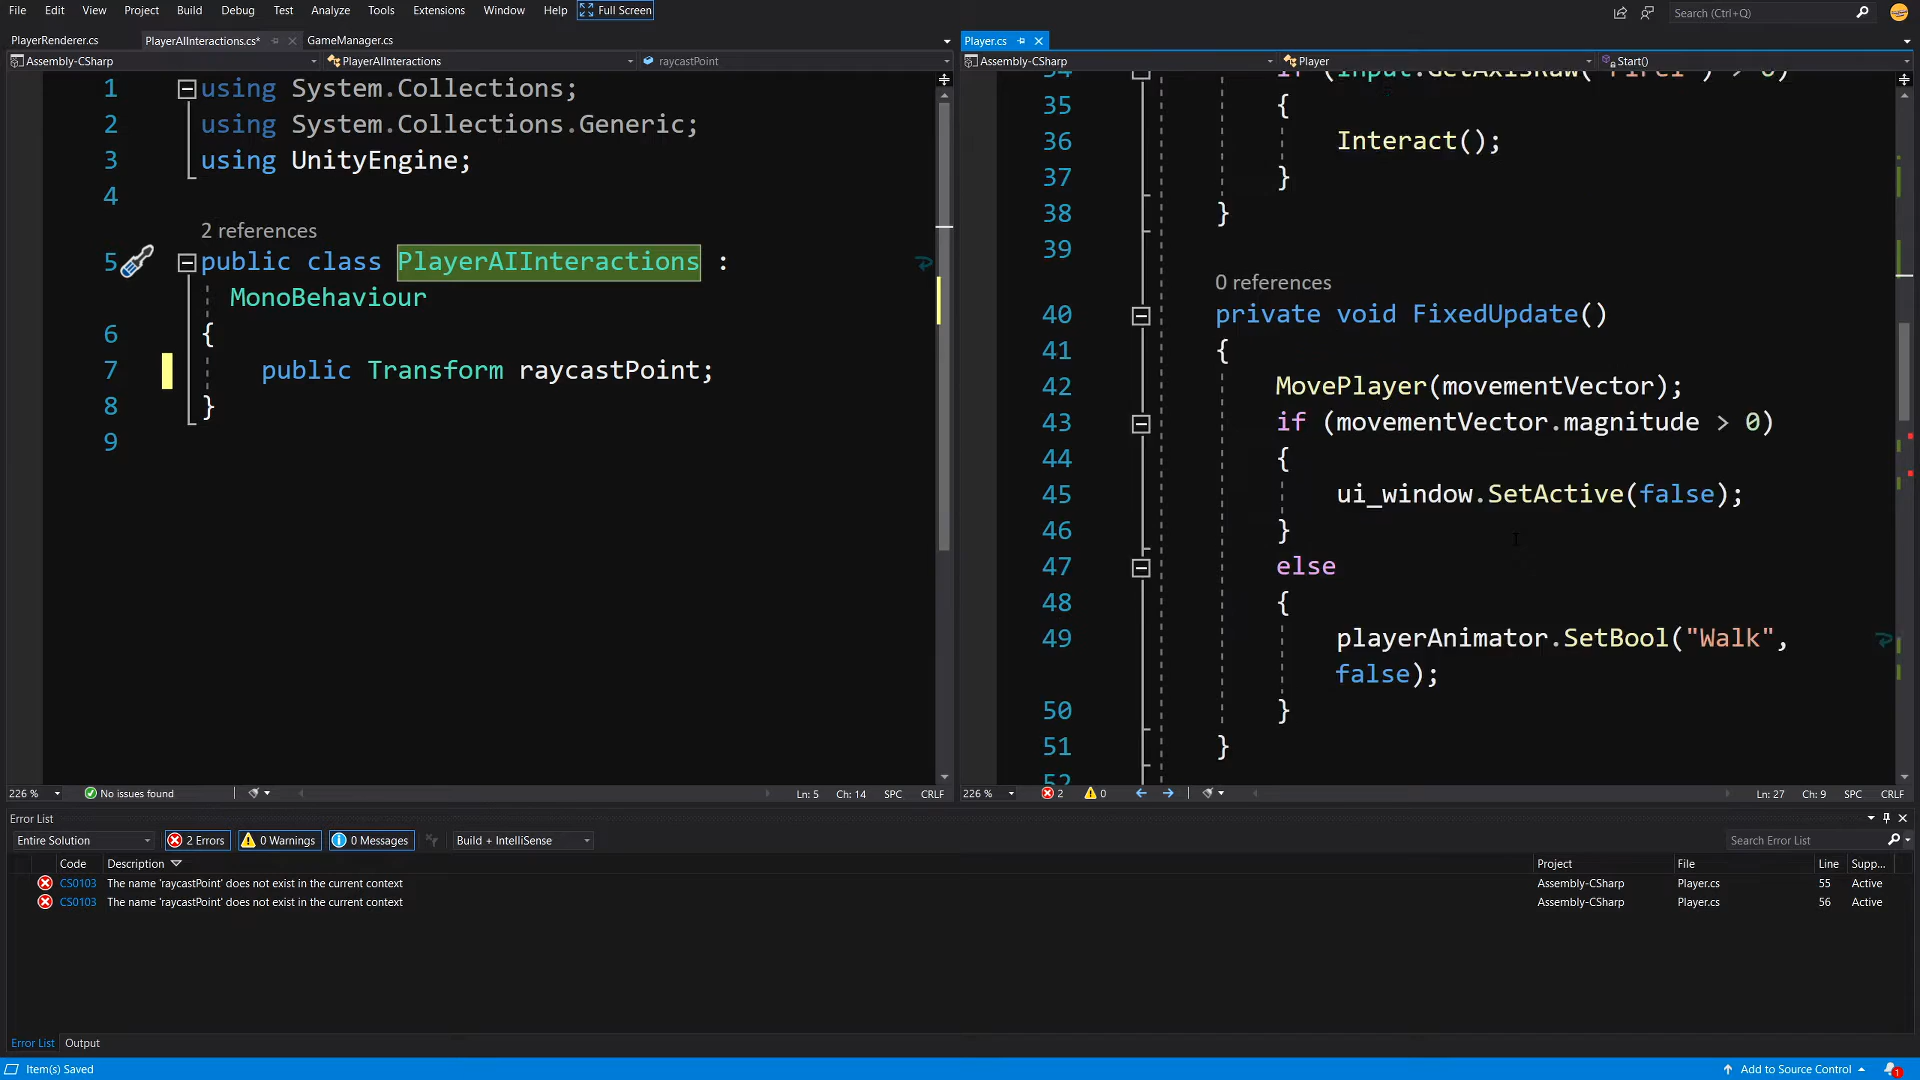 File Edit View Project Build Debug Test Analyze Tools Extensions Window Help Full Screen Search (Ctrl+Q)
PlayerRenderer.cs PlayerAIInteractions.cs* GameManager.cs Player.cs
Assembly-CSharp PlayerAIInteractions raycastPoint
1 using System.Collections;
2 using System.Collections.Generic;
3 using UnityEngine;
4
2 references
5 public class PlayerAIInteractions :
MonoBehaviour
6 {
7 public Transform raycastPoint;
8 }
9
226 % No issues found Ln: 5 Ch: 14 SPC CRLF
Assembly-CSharp Player Start()
34 if (Input.GetAxisRaw("Fire1") > 0)
35 {
36 Interact();
37 }
38 }
39
0 references
40 private void FixedUpdate()
41 {
42 MovePlayer(movementVector);
43 if (movementVector.magnitude > 0)
44 {
45 ui_window.SetActive(false);
46 }
47 else
48 {
49 playerAnimator.SetBool("Walk",
false);
50 }
51 }
52
226 % 2 0 Ln: 27 Ch: 9 SPC CRLF
Error List
Entire Solution 2 Errors 0 Warnings 0 Messages Build + IntelliSense Search Error List
Code Description Project File Line Supp...
CS0103 The name 'raycastPoint' does not exist in the current context Assembly-CSharp Player.cs 55 Active
CS0103 The name 'raycastPoint' does not exist in the current context Assembly-CSharp Player.cs 56 Active
Error List Output
Item(s) Saved Add to Source Control 1